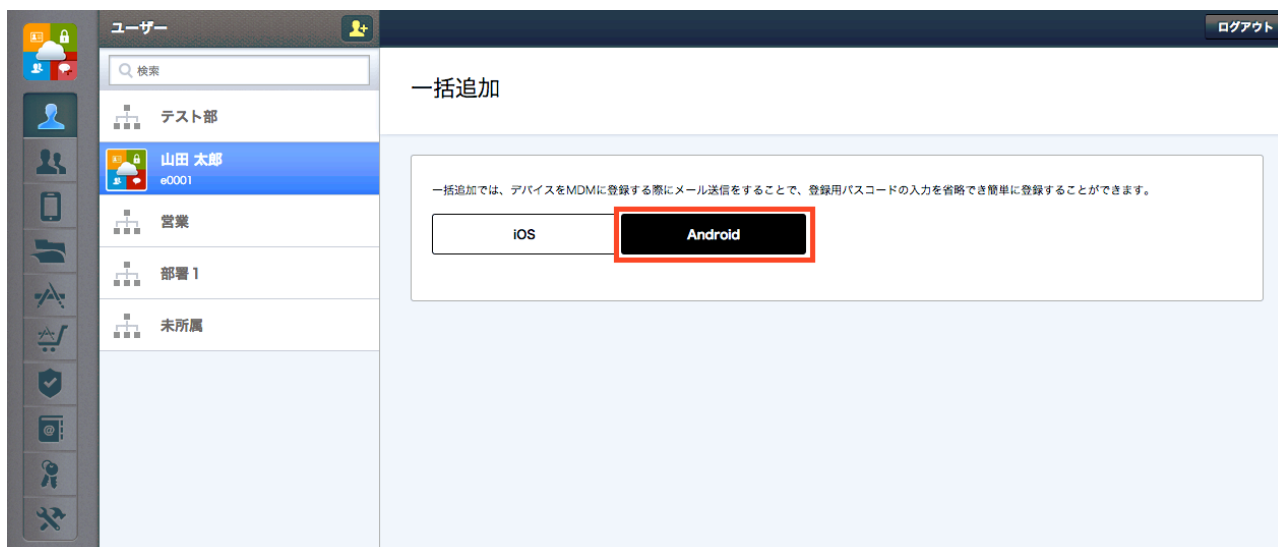 ユーザー
ログアウト
検索
一括追加
テスト部
山田 太郎
e0001
営業
部署1
未所属
一括追加では、デバイスをMDMに登録する際にメール送信をすることで、登録用パスコードの入力を省略でき簡単に登録することができます。
iOS
Android